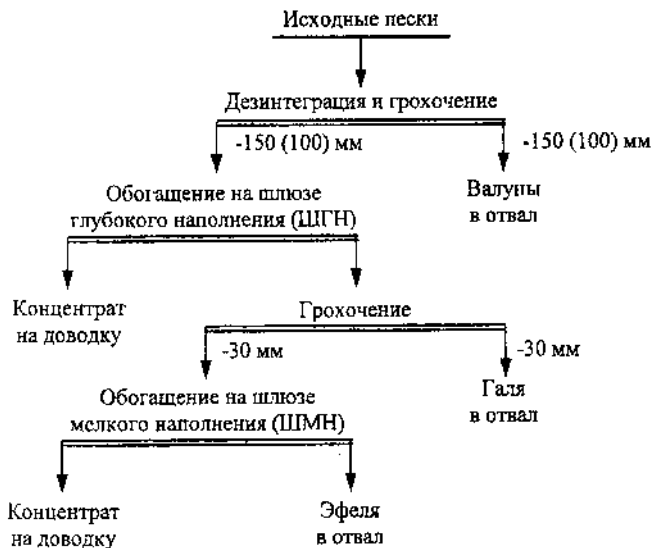 Исходные пески
Дезинтеграция и грохочение
-150 (100) мм
-150 (100) мм
Обогащение на шлюзе
глубокого наполнения (ШГН)
Валуны
в отвал
Концентрат
на доводку
Грохочение
-30 мм
-30 мм
Обогащение на шлюзе
мелкого наполнения (ШМН)
Галя
в отвал
Концентрат
на доводку
Эфеля
в отвал